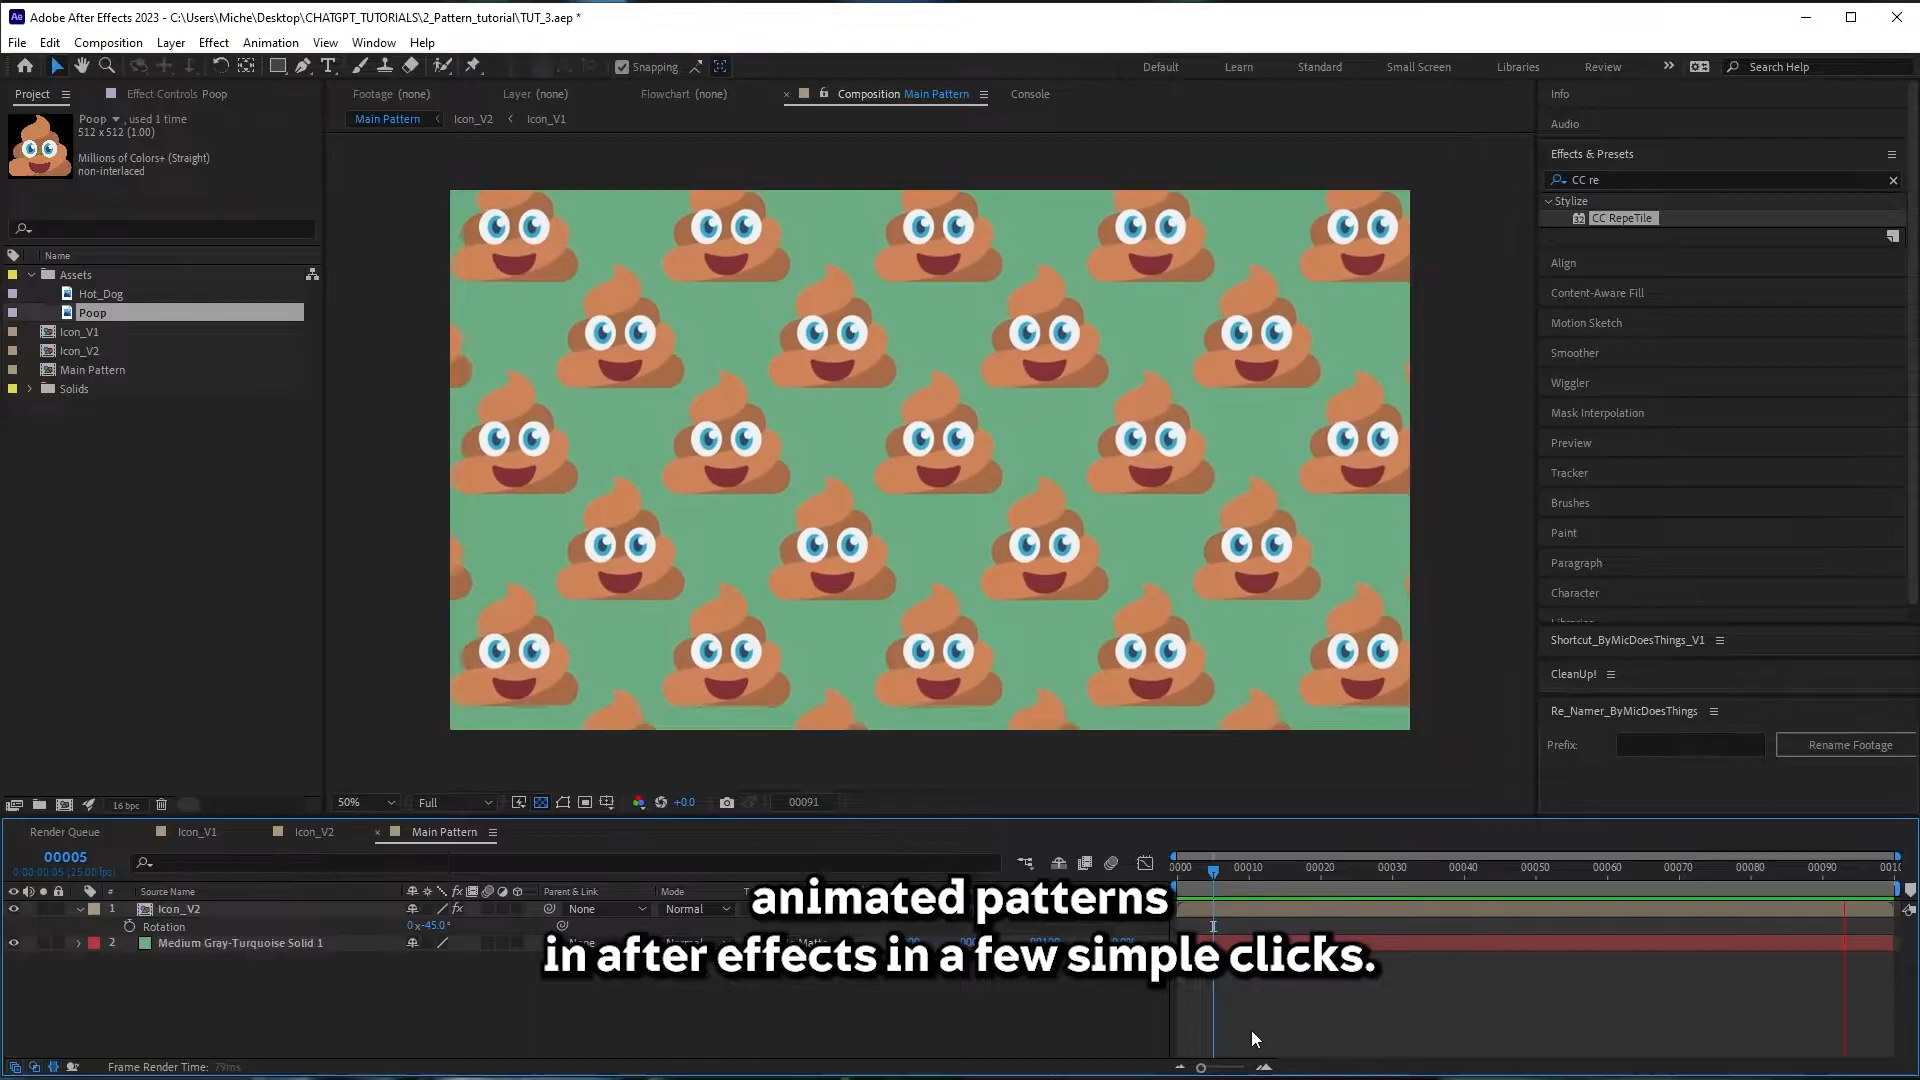 Adobe After Effects 2023 - C:\Users\Miche\Desktop\CHATGPT_TUTORIALS\2_Pattern_tutorial\TUT_3.aep *
File Edit Composition Layer Effect Animation View Window Help
Snapping Default Learn Standard Small Screen Libraries Review Search Help
Project Effect Controls Poop Footage (none) Layer (none) Flowchart (none) Composition Main Pattern Console Info
Poop , used 1 time
512 x 512 (1.00)
Millions of Colors+ (Straight)
non-interlaced
Main Pattern Icon_V2 Icon_V1
Audio
Effects & Presets
CC re
Stylize
CC RepeTile
Name
Assets
Hot_Dog
Poop
Icon_V1
Icon_V2
Main Pattern
Solids
Align
Content-Aware Fill
Motion Sketch
Smoother
Wiggler
Mask Interpolation
Preview
Tracker
Brushes
Paint
Paragraph
Character
Shortcut_ByMicDoesThings_V1
CleanUp!
Re_Namer_ByMicDoesThings
Prefix: Rename Footage
16 bpc 50% Full +0.0 00091
Render Queue Icon_V1 Icon_V2 Main Pattern
00005
0:00:00:05 (25.00 fps)
0000 00010 00020 00030 00040 00050 00060 00070 00080 00090 0010
# Source Name Parent & Link Mode T
1 Icon_V2 None Normal
Rotation 0x-45.0°
2 Medium Gray-Turquoise Solid 1
animated patterns
in after effects in a few simple clicks.
Frame Render Time: 79ms